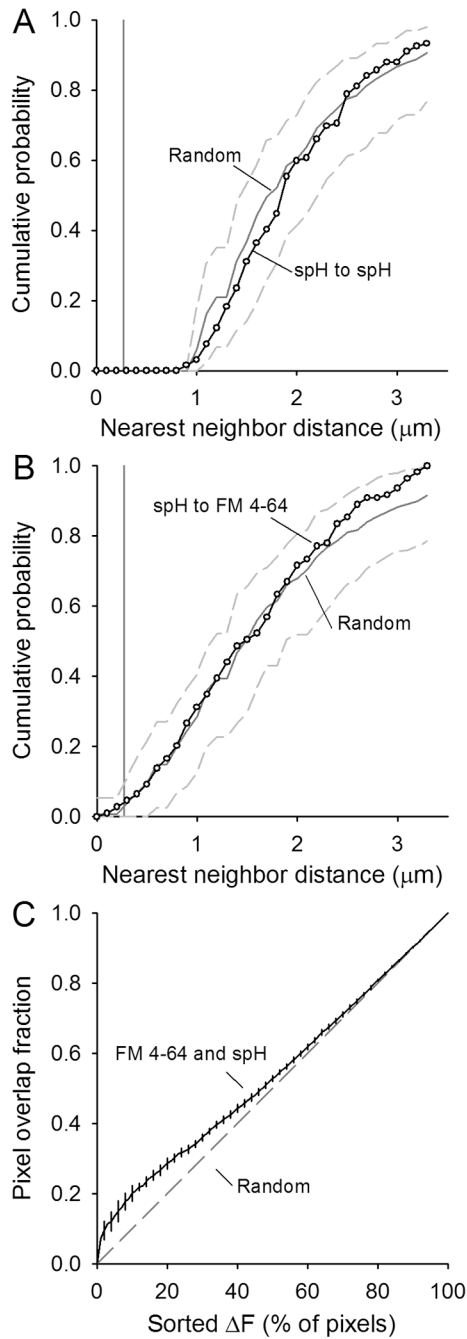 A
1.0
0.8
0.6
0.4
0.2
0.0
Cumulative probability
Random
spH to spH
0 1 2 3
Nearest neighbor distance (μm)
B
1.0
0.8
0.6
0.4
0.2
0.0
Cumulative probability
spH to FM 4-64
Random
0 1 2 3
Nearest neighbor distance (μm)
C
1.0
0.8
0.6
0.4
0.2
0.0
Pixel overlap fraction
FM 4-64 and spH
Random
0 20 40 60 80 100
Sorted ΔF (% of pixels)